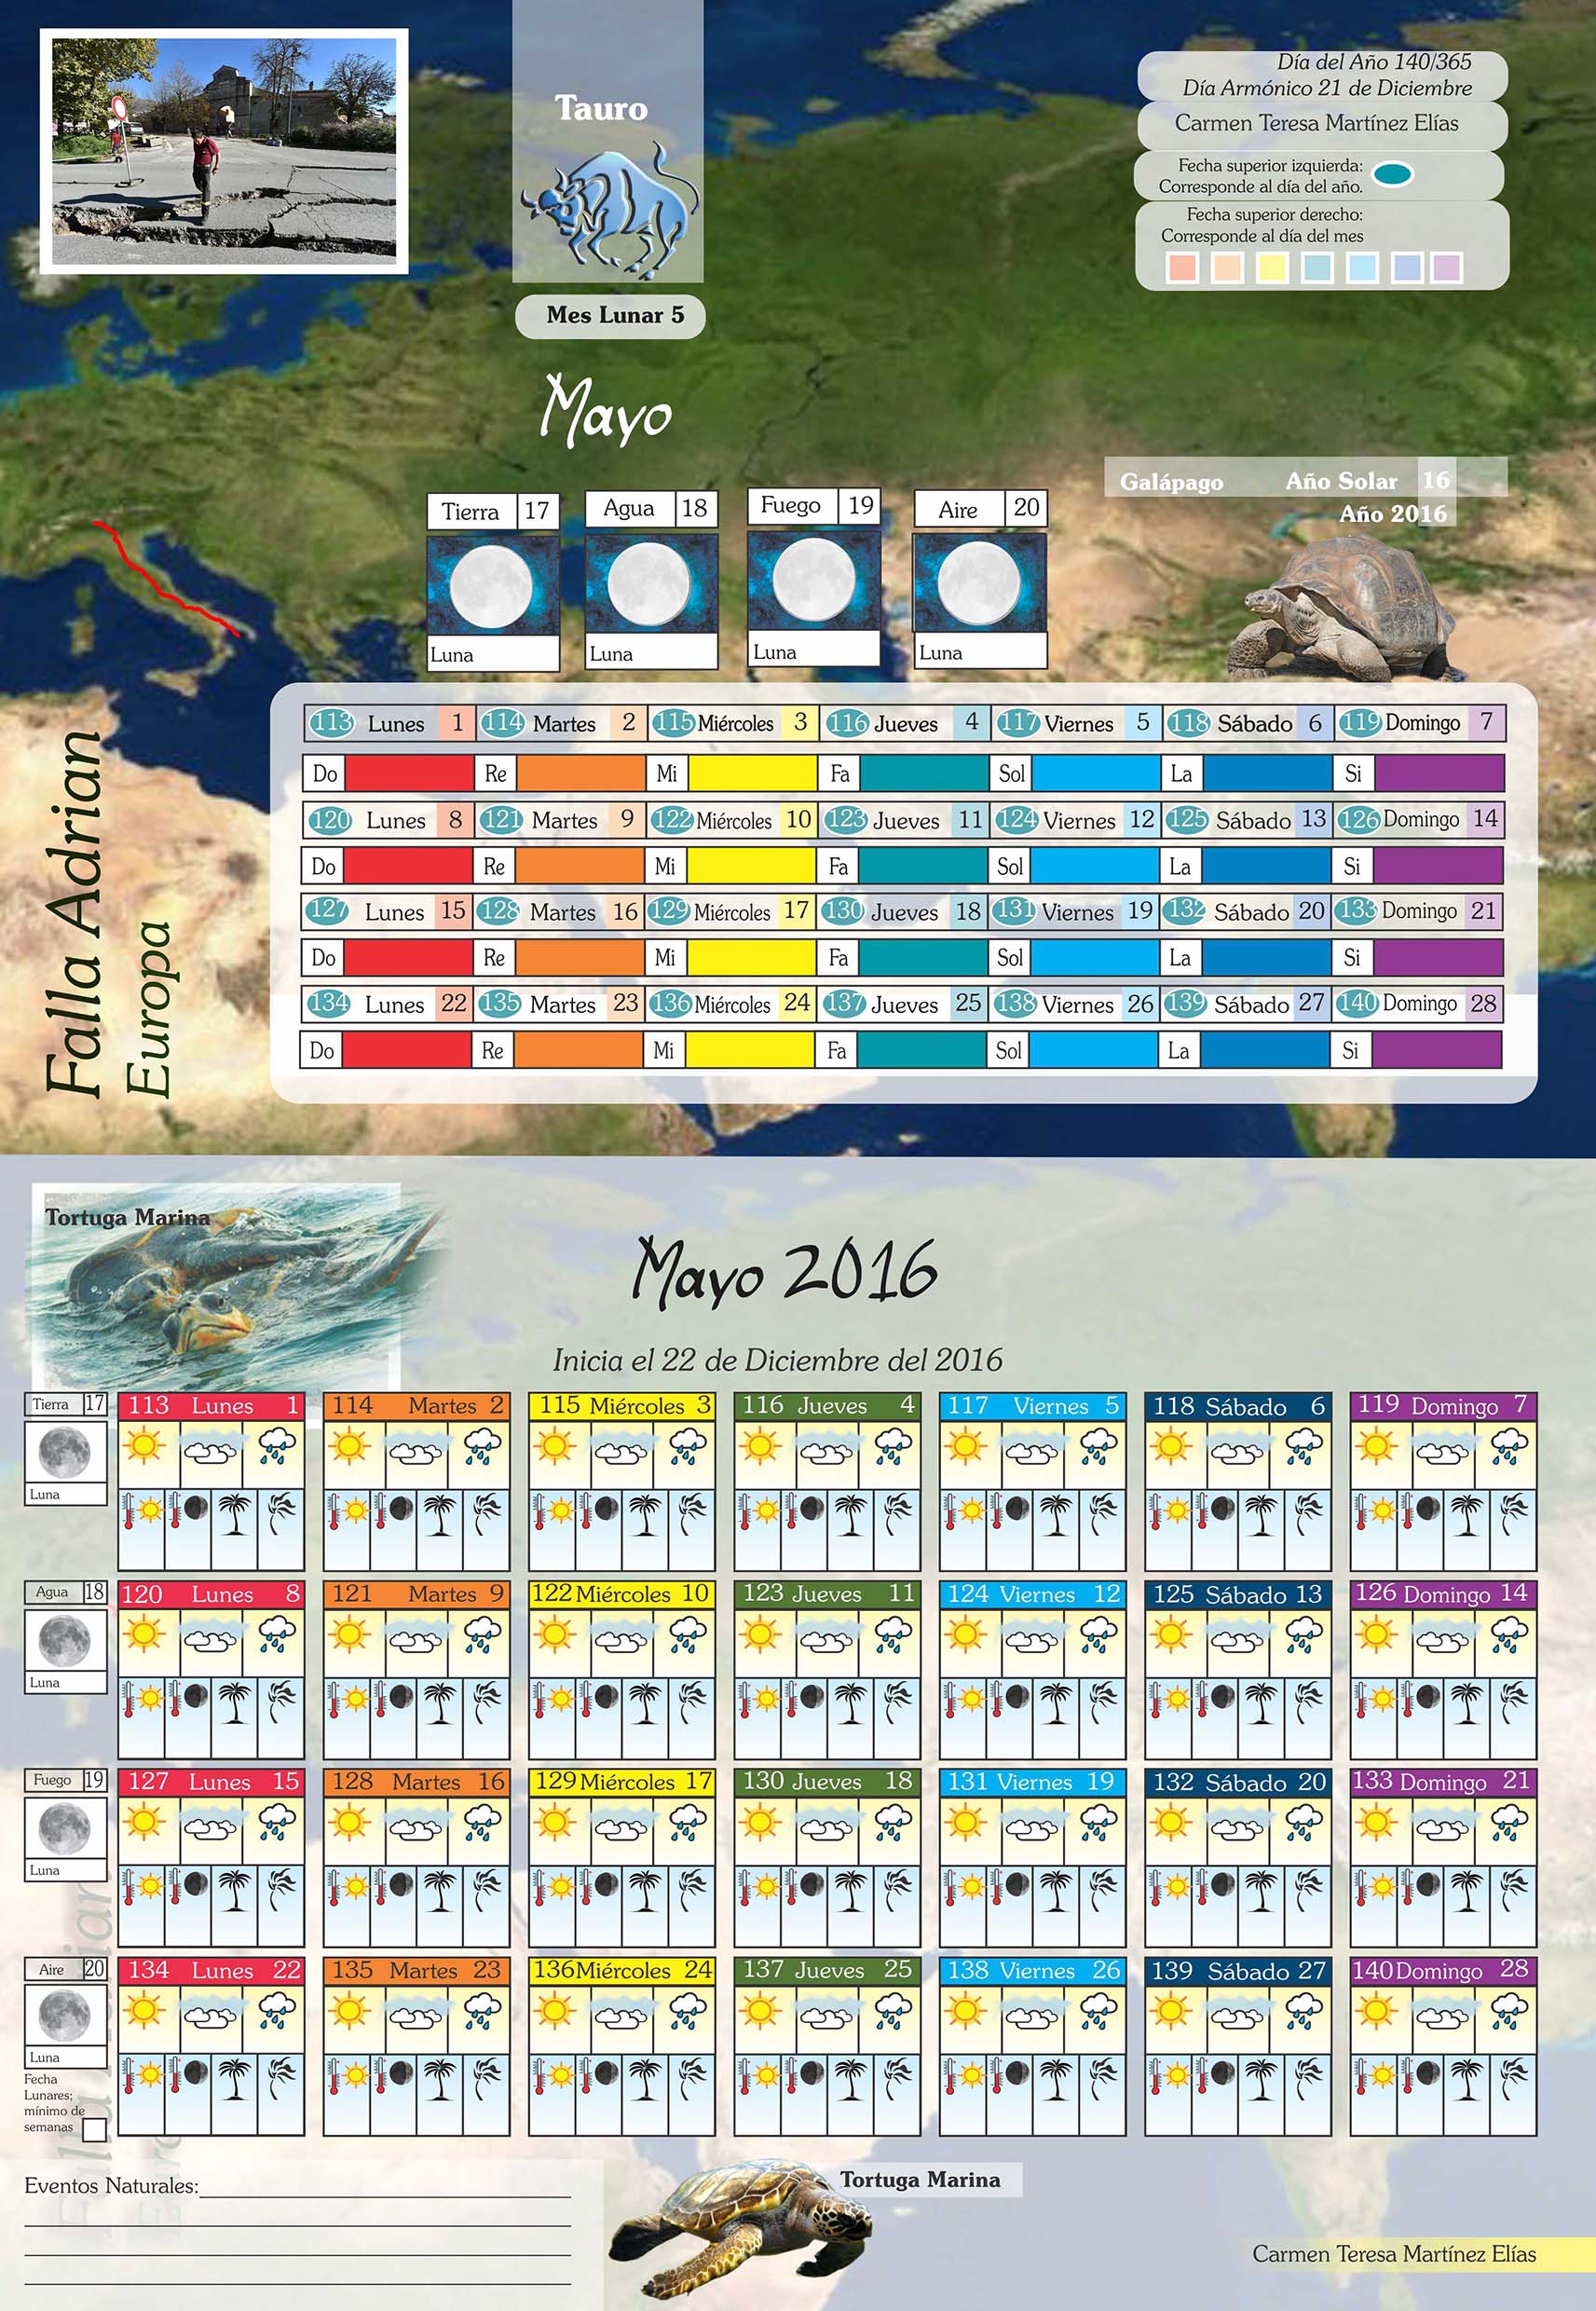 Tauro
Mes Lunar 5
Día del Año 140/365
Día Armónico 21 de Diciembre
Carmen Teresa Martínez Elías
Fecha superior izquierda:
Corresponde al día del año.
Fecha superior derecho:
Corresponde al día del mes
Mayo
Galápago Año Solar 16
Año 2016
Tierra 17 Agua 18 Fuego 19 Aire 20
Luna Luna Luna Luna
Falla Adrian
Europa
113 Lunes 1 114 Martes 2 115 Miércoles 3 116 Jueves 4 117 Viernes 5 118 Sábado 6 119 Domingo 7
Do Re Mi Fa Sol La Si
120 Lunes 8 121 Martes 9 122 Miércoles 10 123 Jueves 11 124 Viernes 12 125 Sábado 13 126 Domingo 14
Do Re Mi Fa Sol La Si
127 Lunes 15 128 Martes 16 129 Miércoles 17 130 Jueves 18 131 Viernes 19 132 Sábado 20 133 Domingo 21
Do Re Mi Fa Sol La Si
134 Lunes 22 135 Martes 23 136 Miércoles 24 137 Jueves 25 138 Viernes 26 139 Sábado 27 140 Domingo 28
Do Re Mi Fa Sol La Si
Tortuga Marina
Mayo 2016
Inicia el 22 de Diciembre del 2016
Tierra 17 113 Lunes 1 114 Martes 2 115 Miércoles 3 116 Jueves 4 117 Viernes 5 118 Sábado 6 119 Domingo 7
Luna
Agua 18 120 Lunes 8 121 Martes 9 122 Miércoles 10 123 Jueves 11 124 Viernes 12 125 Sábado 13 126 Domingo 14
Luna
Fuego 19 127 Lunes 15 128 Martes 16 129 Miércoles 17 130 Jueves 18 131 Viernes 19 132 Sábado 20 133 Domingo 21
Luna
Aire 20 134 Lunes 22 135 Martes 23 136 Miércoles 24 137 Jueves 25 138 Viernes 26 139 Sábado 27 140 Domingo 28
Luna
Fecha
Lunares;
mínimo de
semanas
Eventos Naturales:
Tortuga Marina
Carmen Teresa Martínez Elías